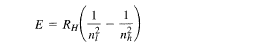 E = R_H(1/n_l^2 − 1/n_h^2)